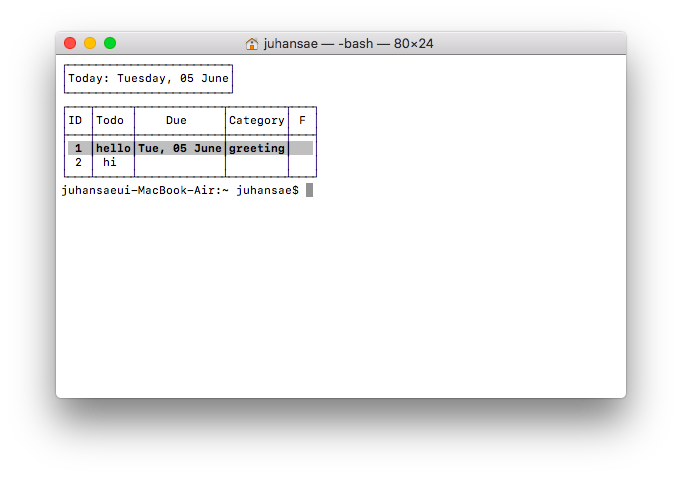 juhansae — -bash — 80×24
Today: Tuesday, 05 June
ID Todo Due Category F
1 hello Tue, 05 June greeting
2 hi
juhansaeui-MacBook-Air:~ juhansae$